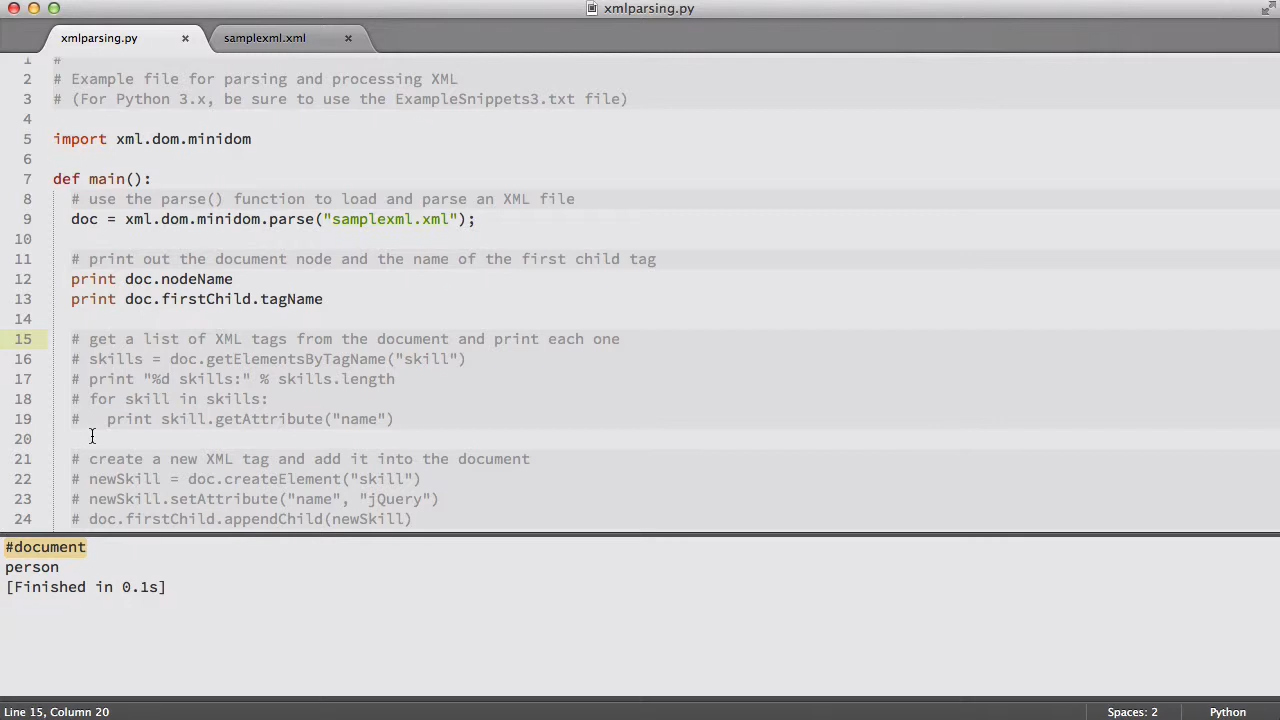 xmlparsing.py
xmlparsing.py × samplexml.xml ×
1 #
2 # Example file for parsing and processing XML
3 # (For Python 3.x, be sure to use the ExampleSnippets3.txt file)
4
5 import xml.dom.minidom
6
7 def main():
8 # use the parse() function to load and parse an XML file
9 doc = xml.dom.minidom.parse("samplexml.xml");
10
11 # print out the document node and the name of the first child tag
12 print doc.nodeName
13 print doc.firstChild.tagName
14
15 # get a list of XML tags from the document and print each one
16 # skills = doc.getElementsByTagName("skill")
17 # print "%d skills:" % skills.length
18 # for skill in skills:
19 #   print skill.getAttribute("name")
20
21 # create a new XML tag and add it into the document
22 # newSkill = doc.createElement("skill")
23 # newSkill.setAttribute("name", "jQuery")
24 # doc.firstChild.appendChild(newSkill)
#document
person
[Finished in 0.1s]
Line 15, Column 20 Spaces: 2 Python